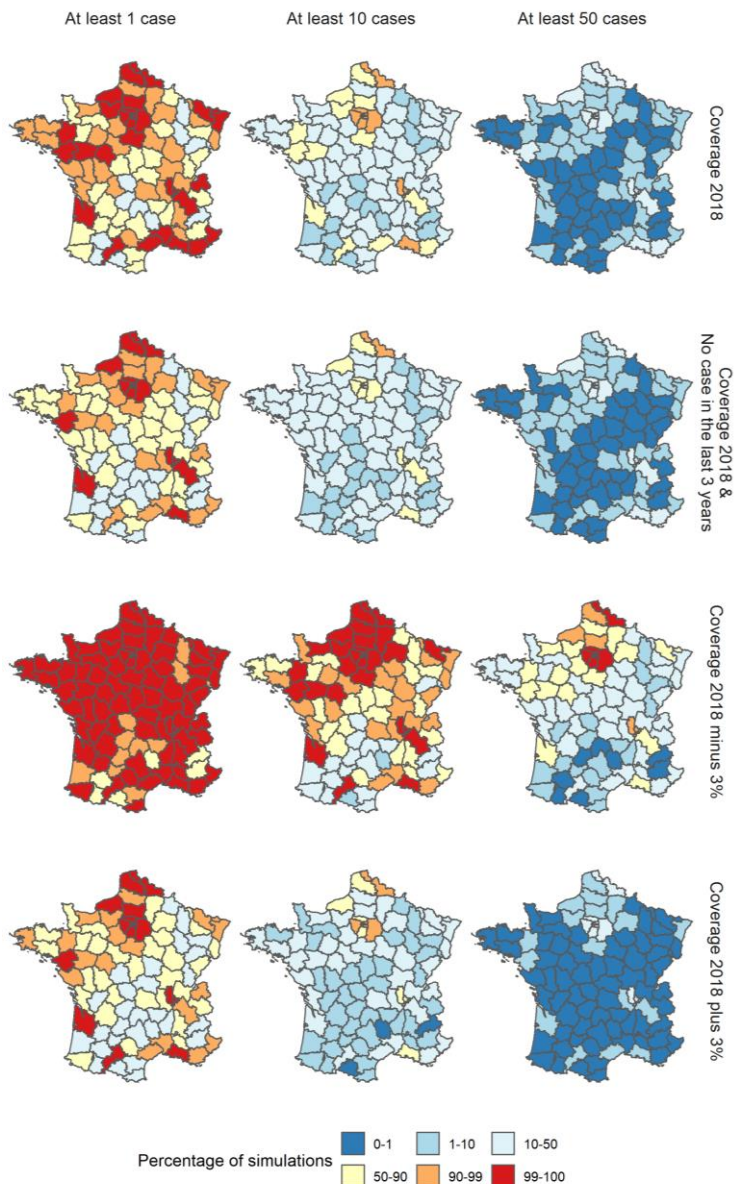 At least 1 case
At least 10 cases
At least 50 cases
Coverage 2018
Coverage 2018 &
No case in the last 3 years
Coverage 2018 minus 3%
Coverage 2018 plus 3%
Percentage of simulations
0-1
1-10
10-50
50-90
90-99
99-100